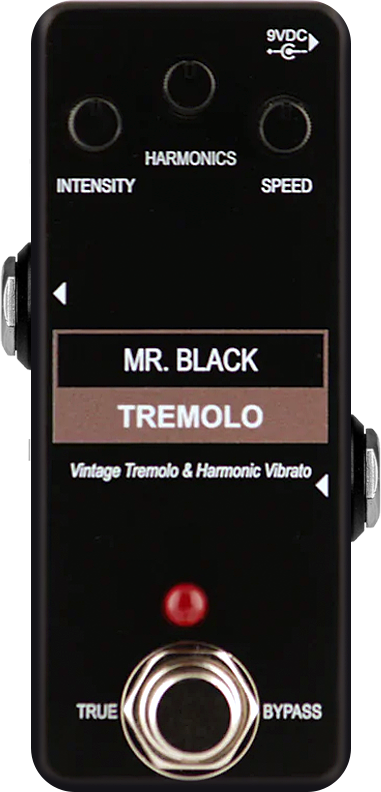 9VDC
HARMONICS
INTENSITY SPEED
MR. BLACK
TREMOLO
Vintage Tremolo & Harmonic Vibrato
TRUE BYPASS